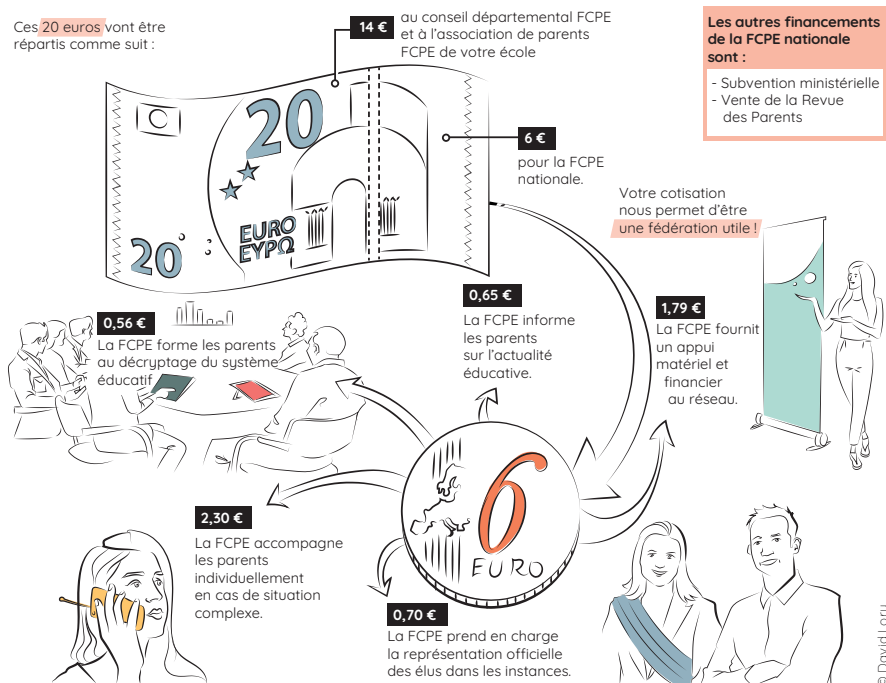 Ces 20 euros vont être
répartis comme suit :
14 €
au conseil départemental FCPE
et à l'association de parents
FCPE de votre école
Les autres financements
de la FCPE nationale
sont :
- Subvention ministérielle
- Vente de la Revue
des Parents
20
20
EURO
ΕΥΡΩ
6 €
pour la FCPE
nationale.
Votre cotisation
nous permet d'être
une fédération utile !
0,56 €
La FCPE forme les parents
au décryptage du système
éducatif
0,65 €
La FCPE informe
les parents
sur l'actualité
éducative.
1,79 €
La FCPE fournit
un appui
matériel et
financier
au réseau.
6
EURO
2,30 €
La FCPE accompagne
les parents
individuellement
en cas de situation
complexe.
0,70 €
La FCPE prend en charge
la représentation officielle
des élus dans les instances.
© David Lory